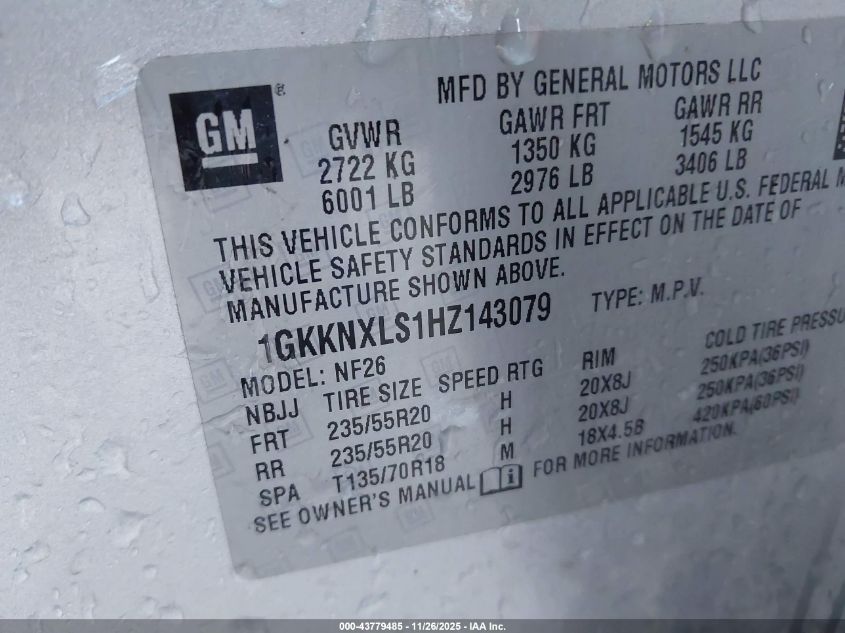 GM®
MFD BY GENERAL MOTORS LLC
GVWR GAWR FRT GAWR RR
2722 KG 1350 KG 1545 KG
6001 LB 2976 LB 3406 LB
THIS VEHICLE CONFORMS TO ALL APPLICABLE U.S. FEDERAL M
VEHICLE SAFETY STANDARDS IN EFFECT ON THE DATE OF
MANUFACTURE SHOWN ABOVE.
1GKKNXLS1HZ143079 TYPE: M.P.V.
MODEL: NF26
NBJJ TIRE SIZE SPEED RTG RIM COLD TIRE PRESSU
FRT 235/55R20 H 20X8J 250KPA(36PSI)
RR 235/55R20 H 20X8J 250KPA(36PSI)
SPA T135/70R18 M 18X4.5B 420KPA(60PSI)
SEE OWNER'S MANUAL i FOR MORE INFORMATION.
000-43779485 - 11/26/2025 - IAA Inc.